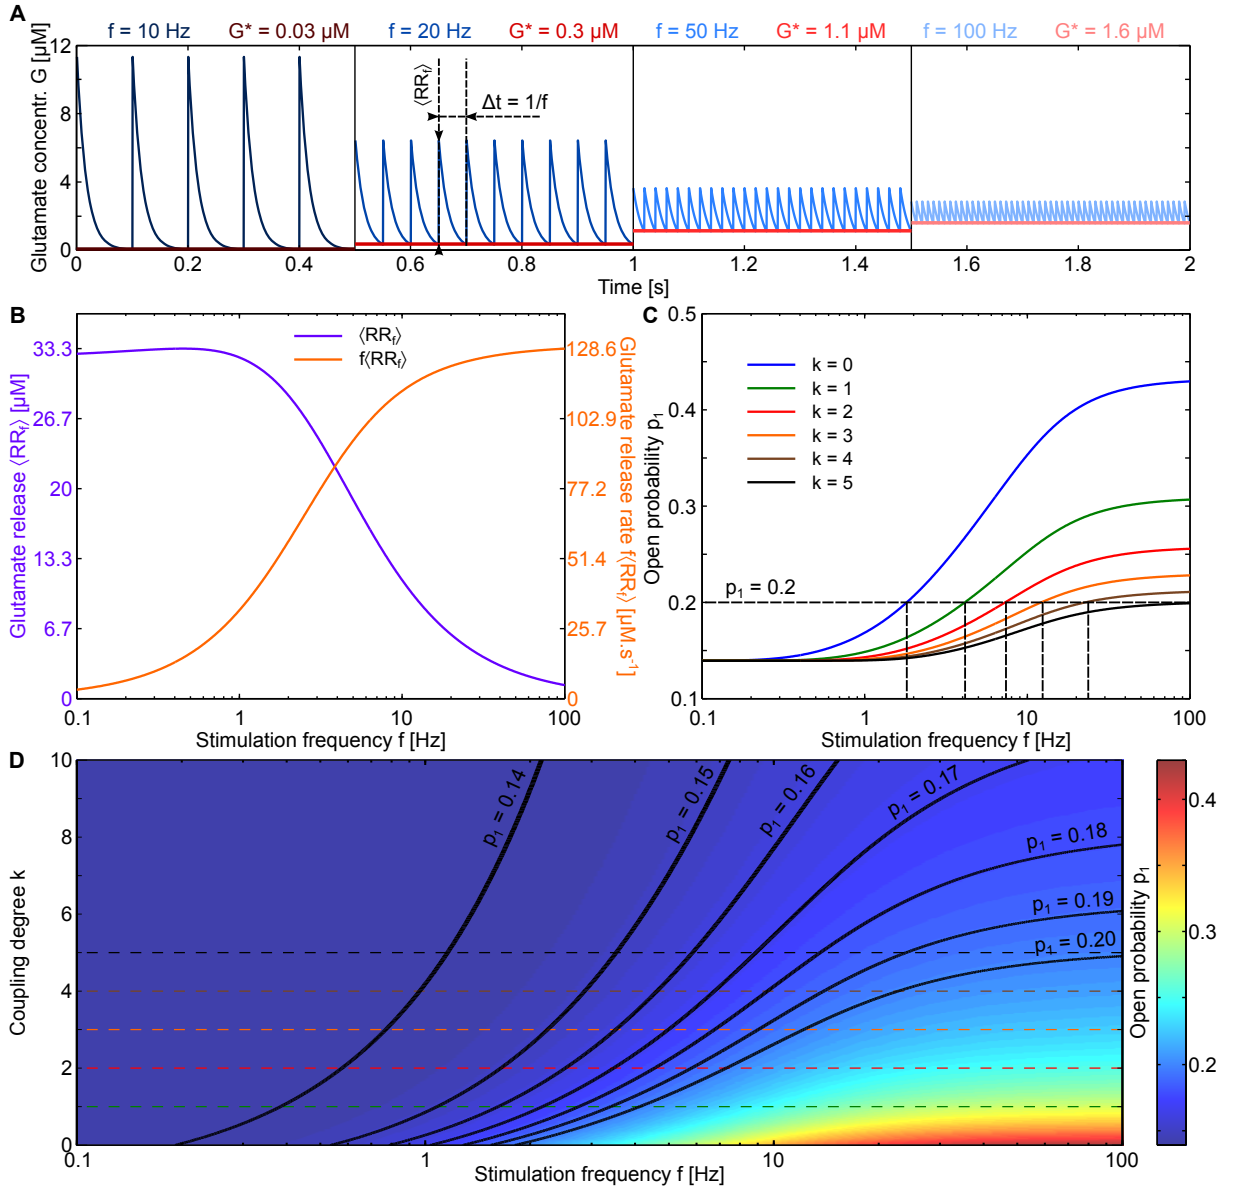 A
f = 10 Hz G* = 0.03 µM f = 20 Hz G* = 0.3 µM f = 50 Hz G* = 1.1 µM f = 100 Hz G* = 1.6 µM
Glutamate concentr. G [µM]
12
8
4
0
⟨RR_f⟩
Δt = 1/f
0 0.2 0.4 0.6 0.8 1 1.2 1.4 1.6 1.8 2
Time [s]
B
Glutamate release ⟨RR_f⟩ [µM]
33.3
26.7
20
13.3
6.7
0
⟨RR_f⟩
f⟨RR_f⟩
128.6
102.9
77.2
51.4
25.7
0
Glutamate release rate f⟨RR_f⟩ [µM.s⁻¹]
0.1 1 10 100
Stimulation frequency f [Hz]
C
Open probability p₁
0.5
0.4
0.3
0.2
0.1
k = 0
k = 1
k = 2
k = 3
k = 4
k = 5
p₁ = 0.2
0.1 1 10 100
Stimulation frequency f [Hz]
D
Coupling degree k
10
8
6
4
2
0
p₁ = 0.14
p₁ = 0.15
p₁ = 0.16
p₁ = 0.17
p₁ = 0.18
p₁ = 0.19
p₁ = 0.20
0.1 1 10 100
Stimulation frequency f [Hz]
Open probability p₁
0.4
0.3
0.2